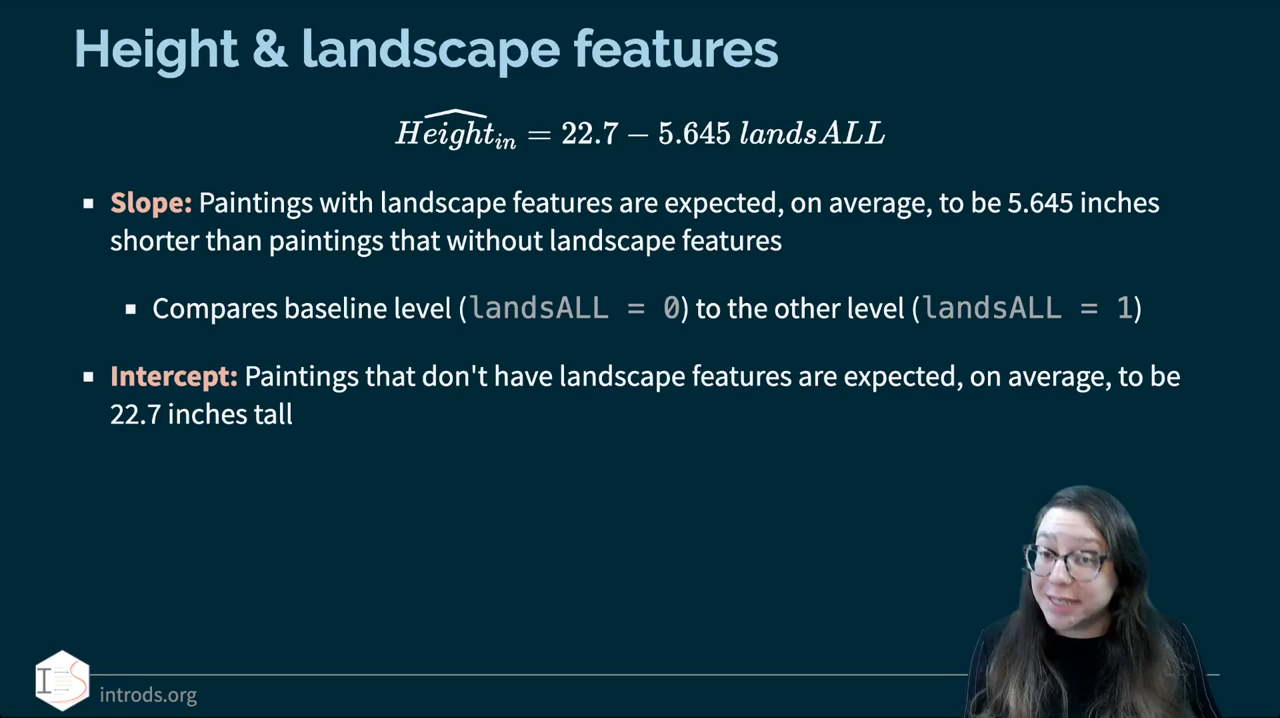 Height & landscape features
Height_in = 22.7 − 5.645 landsALL
Slope: Paintings with landscape features are expected, on average, to be 5.645 inches
shorter than paintings that without landscape features
Compares baseline level (landsALL = 0) to the other level (landsALL = 1)
Intercept: Paintings that don't have landscape features are expected, on average, to be
22.7 inches tall
introds.org